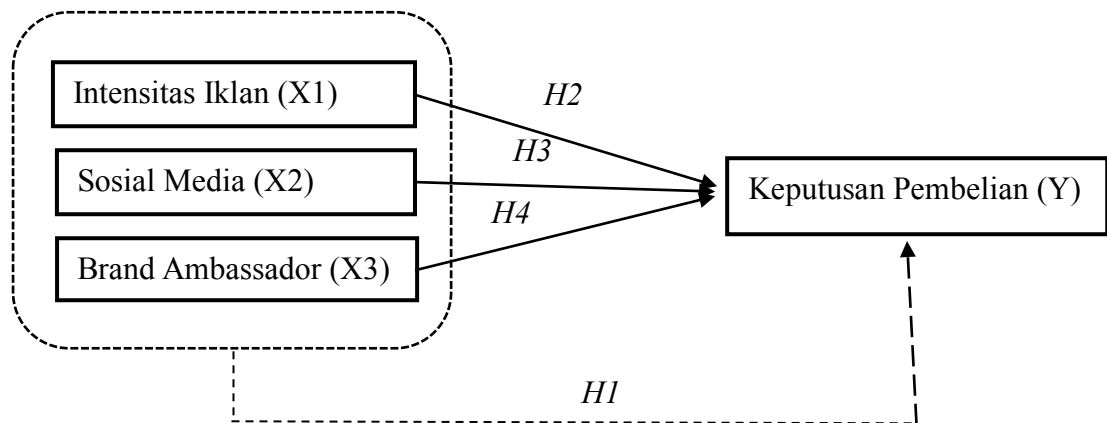 Intensitas Iklan (X1)
H2
H3
Sosial Media (X2)
Keputusan Pembelian (Y)
H4
Brand Ambassador (X3)
H1